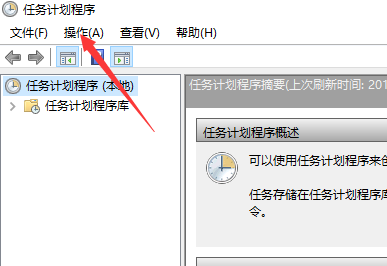 任务计划程序
文件(F) 操作(A) 查看(V) 帮助(H)
任务计划程序 (本地)
任务计划程序库
任务计划程序摘要(上次刷新时间: 201
任务计划程序概述
可以使用任务计划程序来创
任务存储在任务计划程序库
令。